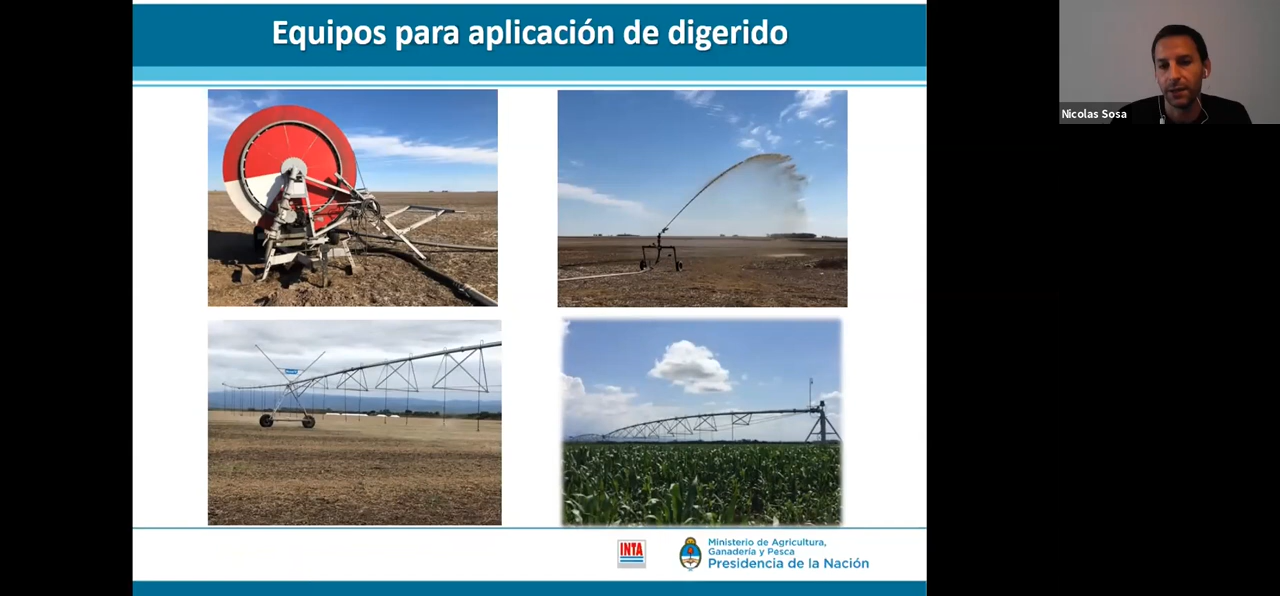 Equipos para aplicación de digerido
Nicolas Sosa
INTA
Ministerio de Agricultura,
Ganadería y Pesca
Presidencia de la Nación